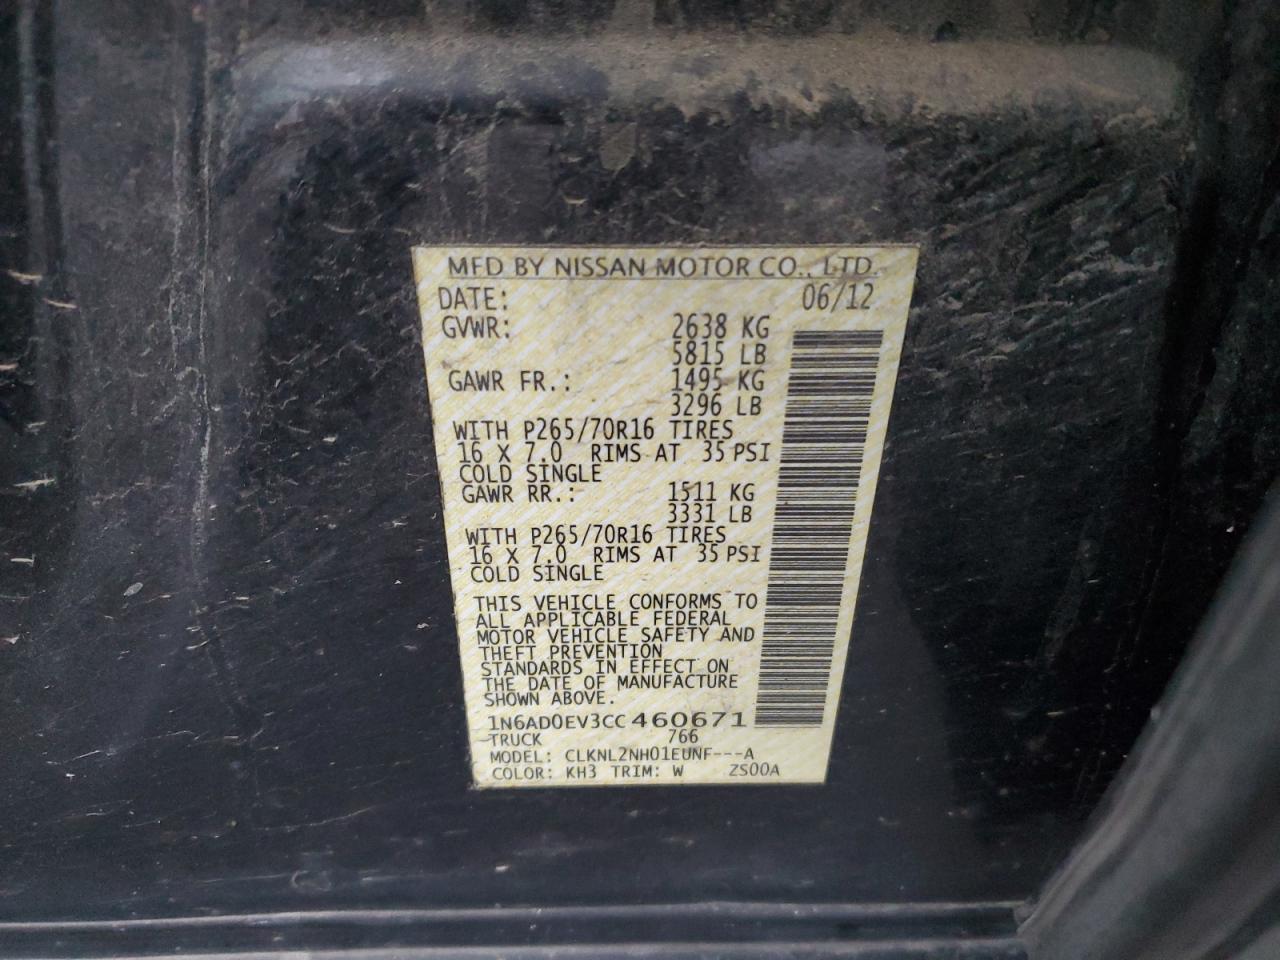 MFD BY NISSAN MOTOR CO., LTD.
DATE: 06/12
GVWR: 2638 KG
5815 LB
GAWR FR.: 1495 KG
3296 LB
WITH P265/70R16 TIRES
16 X 7.0 RIMS AT 35 PSI
COLD SINGLE
GAWR RR.: 1511 KG
3331 LB
WITH P265/70R16 TIRES
16 X 7.0 RIMS AT 35 PSI
COLD SINGLE
THIS VEHICLE CONFORMS TO
ALL APPLICABLE FEDERAL
MOTOR VEHICLE SAFETY AND
THEFT PREVENTION
STANDARDS IN EFFECT ON
THE DATE OF MANUFACTURE
SHOWN ABOVE.
1N6AD0EV3CC460671
TRUCK 766
MODEL: CLKNL2NH01EUNF---A
COLOR: KH3 TRIM: W ZS00A